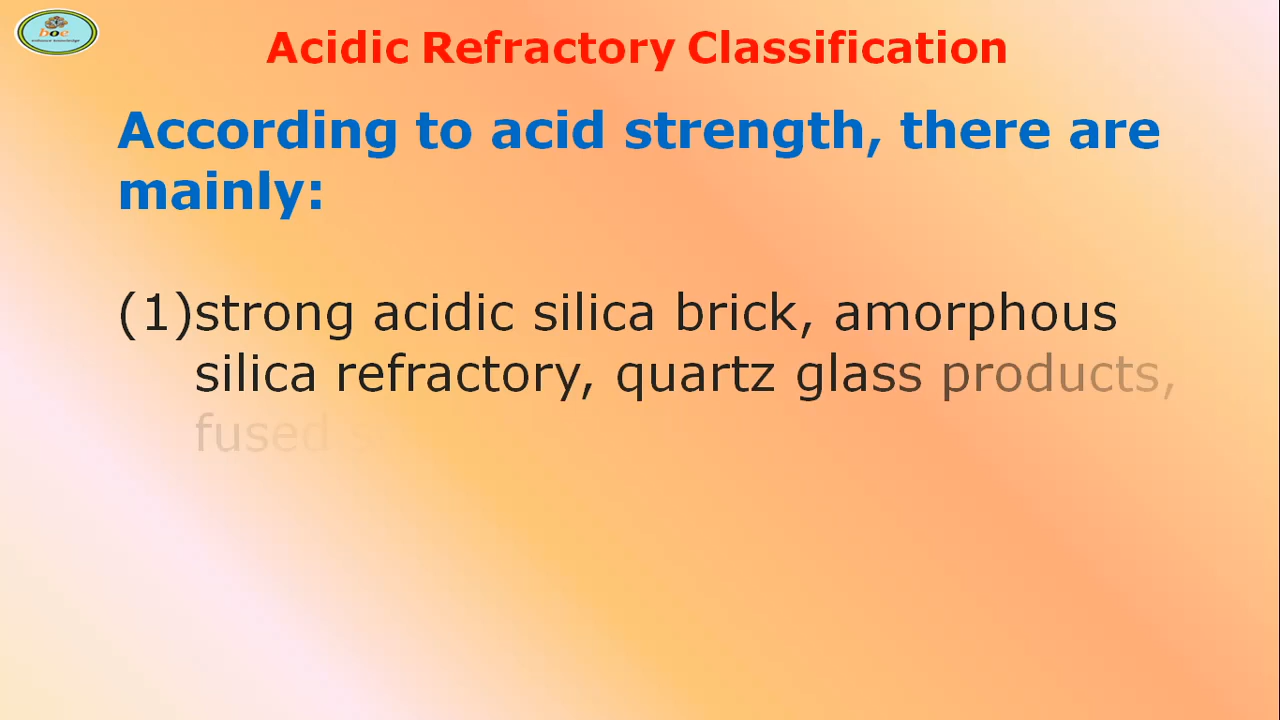 boc
Acidic Refractory Classification
According to acid strength, there are
mainly:
(1)strong acidic silica brick, amorphous
silica refractory, quartz glass products,
fused